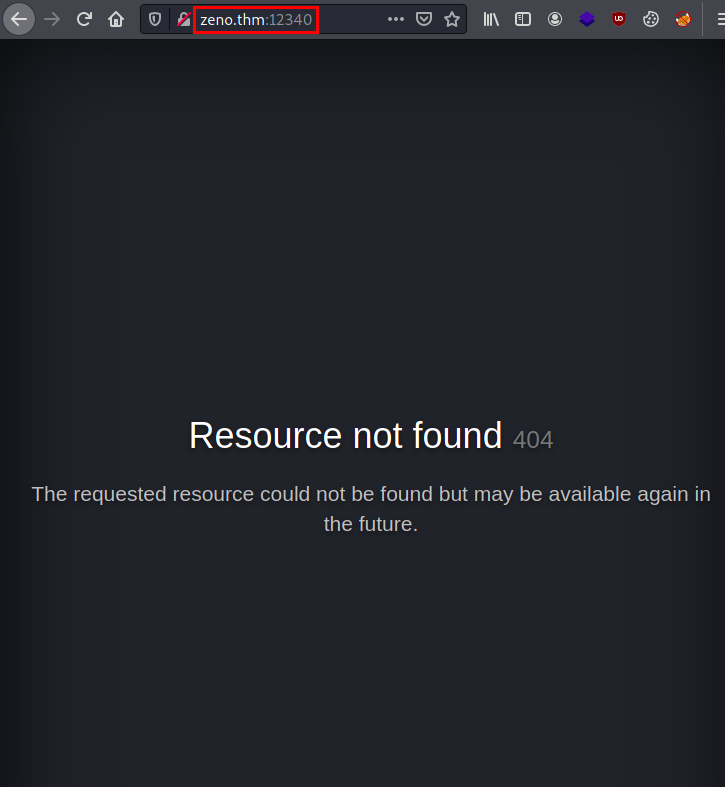 zeno.thm:12340
Resource not found 404
The requested resource could not be found but may be available again in
the future.